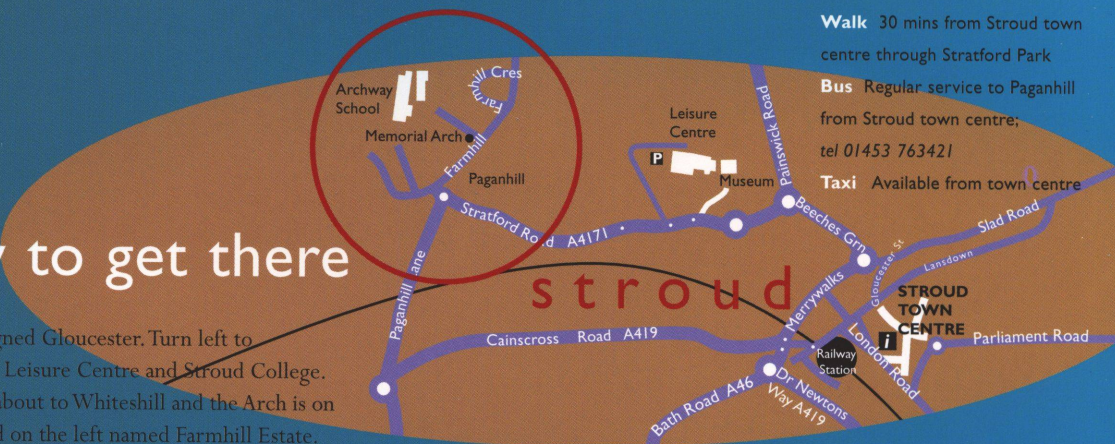 Walk 30 mins from Stroud town
centre through Stratford Park
Bus Regular service to Paganhill
from Stroud town centre;
tel 01453 763421
Taxi Available from town centre
Archway
School
Farmhill Cres
Memorial Arch
Farmhill
Paganhill
Leisure
Centre
P
Museum
Painswick Road
Stratford Road A4171
Beeches Grn
Slad Road
Gloucester St
Lansdown
to get there
Paganhill Lane
stroud
Merrywalks
STROUD
TOWN
CENTRE
i
Cainscross Road A419
London Road
Parliament Road
Railway
Station
Bath Road A46
Dr Newtons
Way A419
Gloucester. Turn left to
Leisure Centre and Stroud College.
to Whiteshill and the Arch is on
on the left named Farmhill Estate.